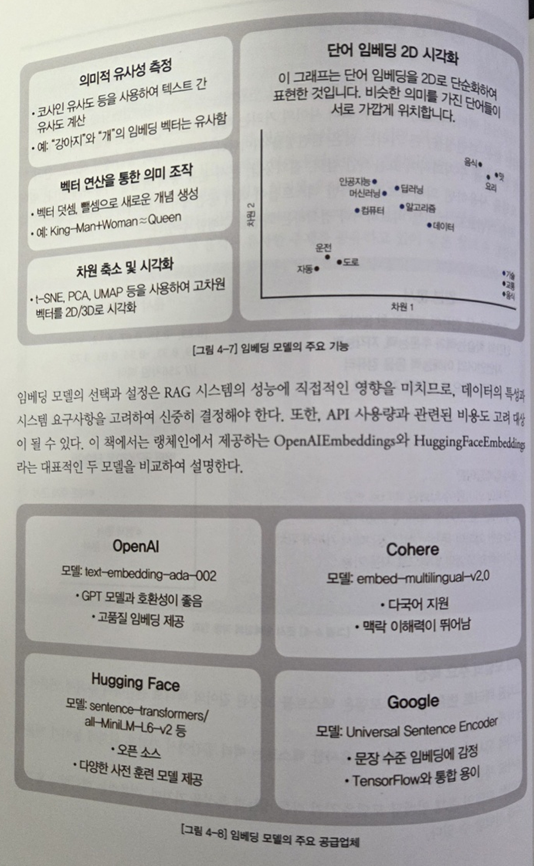 의미적 유사성 측정
• 코사인 유사도 등을 사용하여 텍스트 간
유사도 계산
• 예: "강아지"와 "개"의 임베딩 벡터는 유사함
벡터 연산을 통한 의미 조작
• 벡터 덧셈, 뺄셈으로 새로운 개념 생성
• 예: King-Man+Woman≈Queen
차원 축소 및 시각화
• t-SNE, PCA, UMAP 등을 사용하여 고차원
벡터를 2D/3D로 시각화
단어 임베딩 2D 시각화
이 그래프는 단어 임베딩을 2D로 단순화하여
표현한 것입니다. 비슷한 의미를 가진 단어들이
서로 가깝게 위치합니다.
음식
맛
요리
인공지능
딥러닝
머신러닝
컴퓨터
알고리즘
데이터
운전
도로
자동
기술
교통
음식
차원 2
차원 1
[그림 4-7] 임베딩 모델의 주요 기능
임베딩 모델의 선택과 설정은 RAG 시스템의 성능에 직접적인 영향을 미치므로, 데이터의 특성과
시스템 요구사항을 고려하여 신중히 결정해야 한다. 또한, API 사용량과 관련된 비용도 고려 대상
이 될 수 있다. 이 책에서는 랭체인에서 제공하는 OpenAIEmbeddings와 HuggingFaceEmbeddings
라는 대표적인 두 모델을 비교하여 설명한다.
OpenAI
모델: text-embedding-ada-002
• GPT 모델과 호환성이 좋음
• 고품질 임베딩 제공
Cohere
모델: embed-multilingual-v2.0
• 다국어 지원
• 맥락 이해력이 뛰어남
Hugging Face
모델: sentence-transformers/
all-MiniLM-L6-v2 등
• 오픈 소스
• 다양한 사전 훈련 모델 제공
Google
모델: Universal Sentence Encoder
• 문장 수준 임베딩에 강점
• TensorFlow와 통합 용이
[그림 4-8] 임베딩 모델의 주요 공급업체